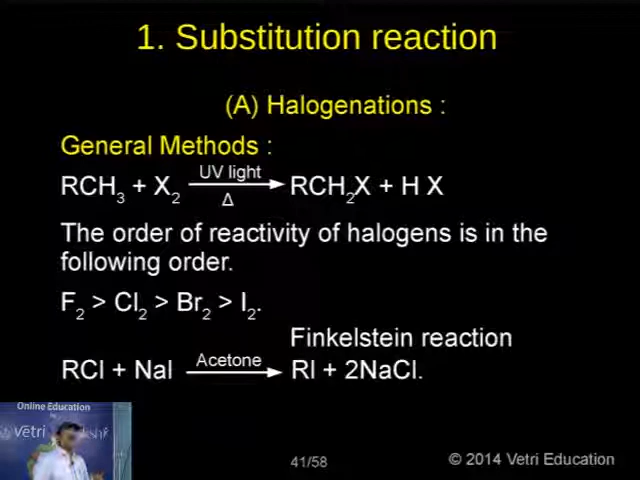 1. Substitution reaction
(A) Halogenations :
General Methods :
RCH₃ + X₂ UV light Δ RCH₂X + H X
The order of reactivity of halogens is in the
following order.
F₂ > Cl₂ > Br₂ > I₂.
Finkelstein reaction
RCl + NaI Acetone RI + 2NaCl.
Online Education
Vetri
41/58
© 2014 Vetri Education